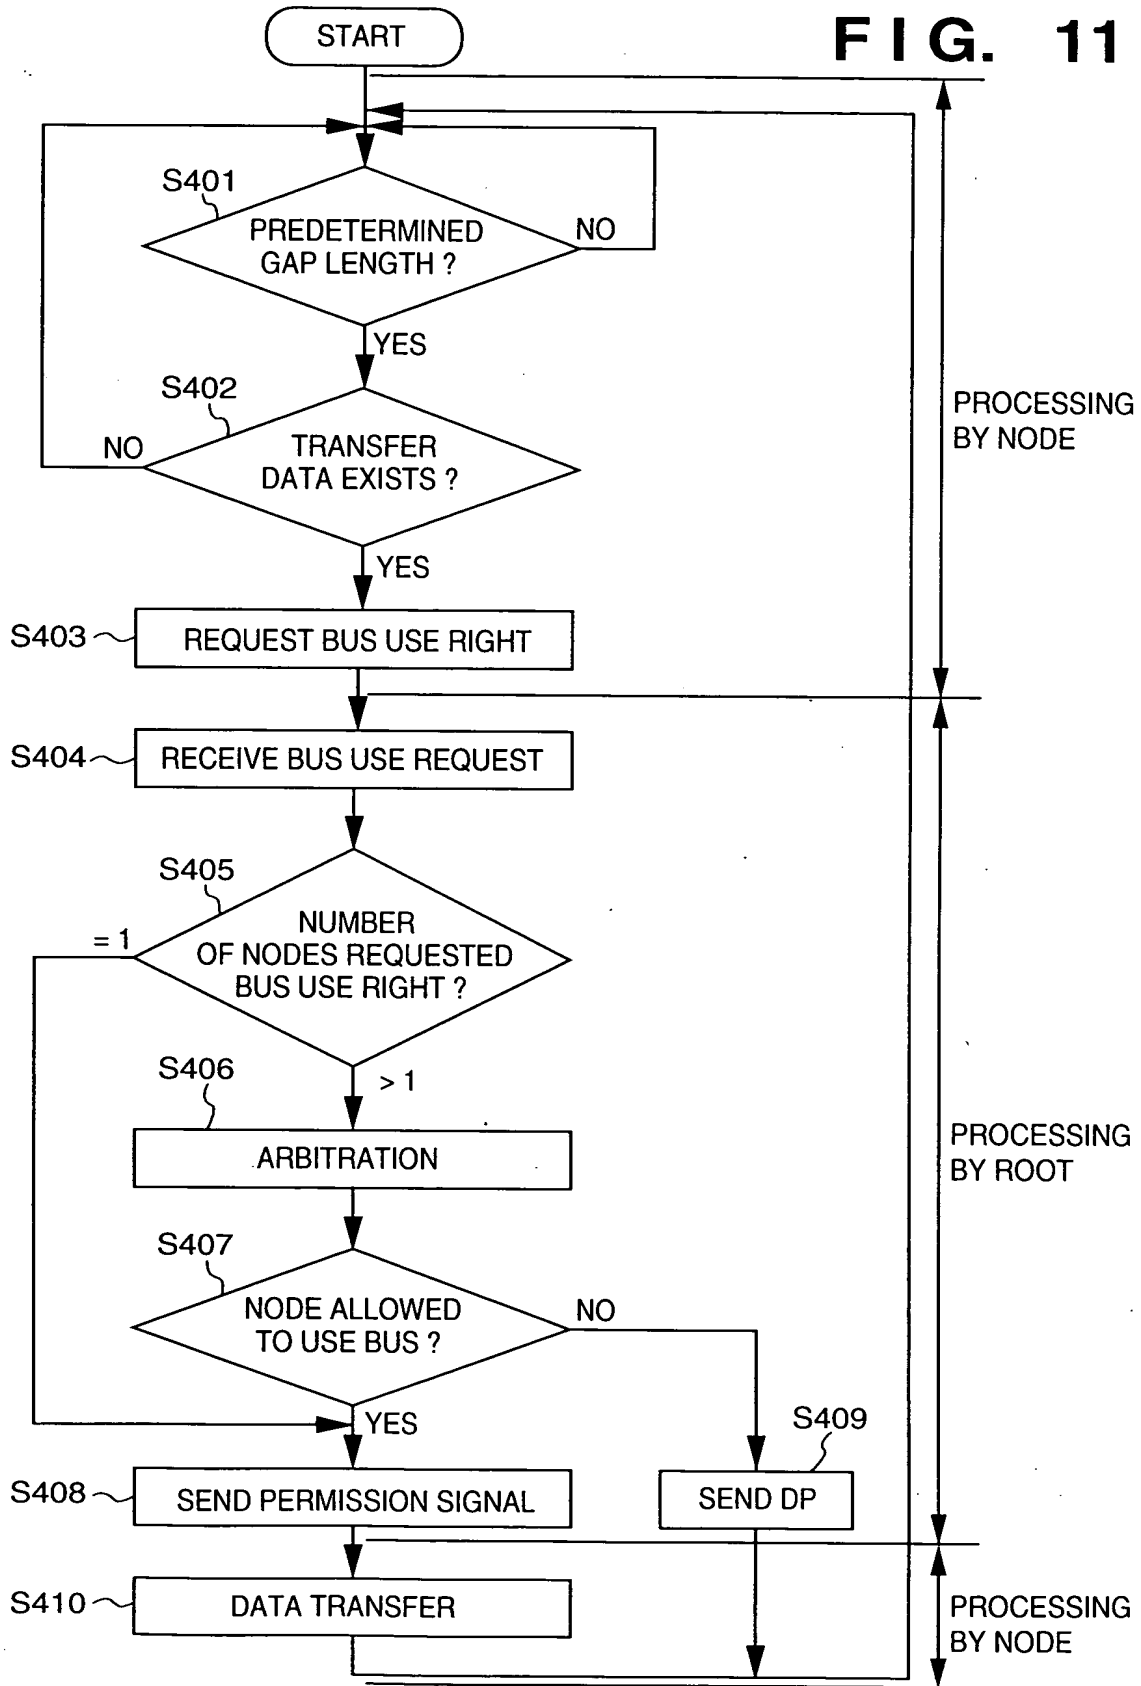 START
FIG. 11
S401
PREDETERMINED
GAP LENGTH ?
NO
YES
S402
NO
TRANSFER
DATA EXISTS ?
PROCESSING
BY NODE
YES
S403
REQUEST BUS USE RIGHT
S404
RECEIVE BUS USE REQUEST
S405
= 1
NUMBER
OF NODES REQUESTED
BUS USE RIGHT ?
S406
> 1
ARBITRATION
PROCESSING
BY ROOT
S407
NODE ALLOWED
TO USE BUS ?
NO
YES
S409
S408
SEND PERMISSION SIGNAL
SEND DP
S410
DATA TRANSFER
PROCESSING
BY NODE